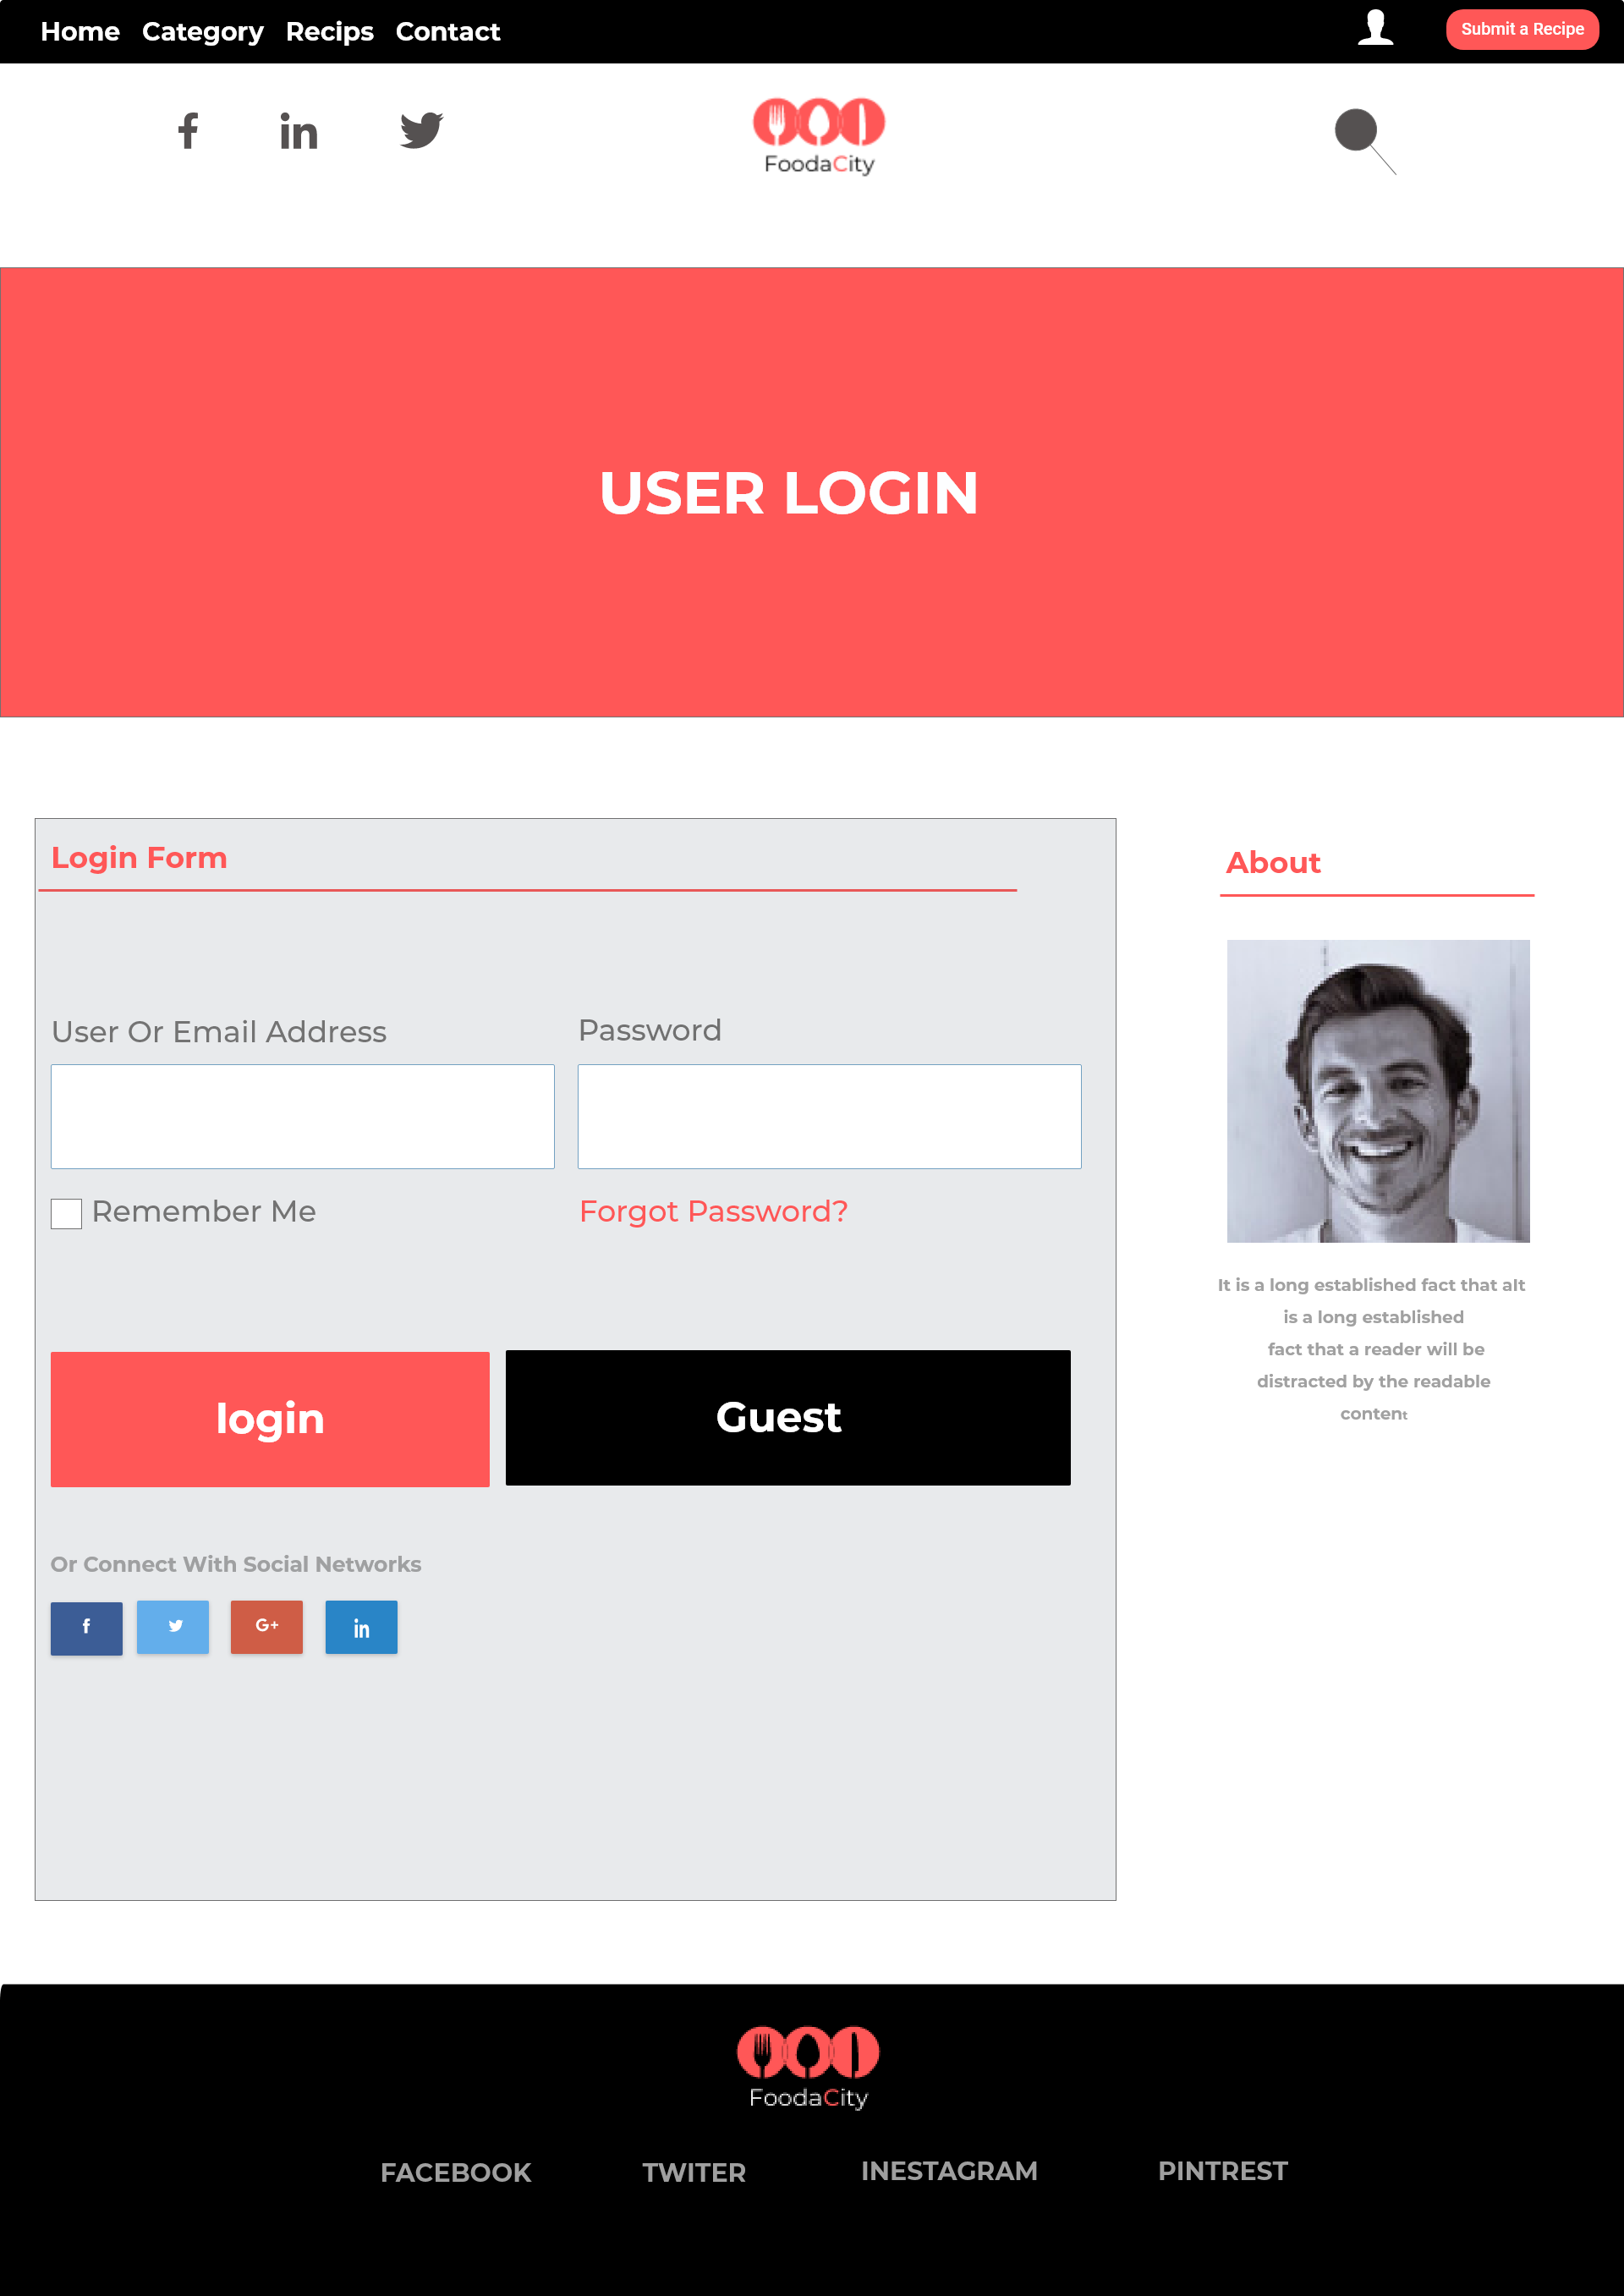 Home Category Recips Contact
Submit a Recipe
FoodaCity
USER LOGIN
Login Form
User Or Email Address
Password
Remember Me
Forgot Password?
login
Guest
Or Connect With Social Networks
f
G+
in
About
It is a long established fact that aIt
is a long established
fact that a reader will be
distracted by the readable
content
FoodaCity
FACEBOOK TWITER INESTAGRAM PINTREST